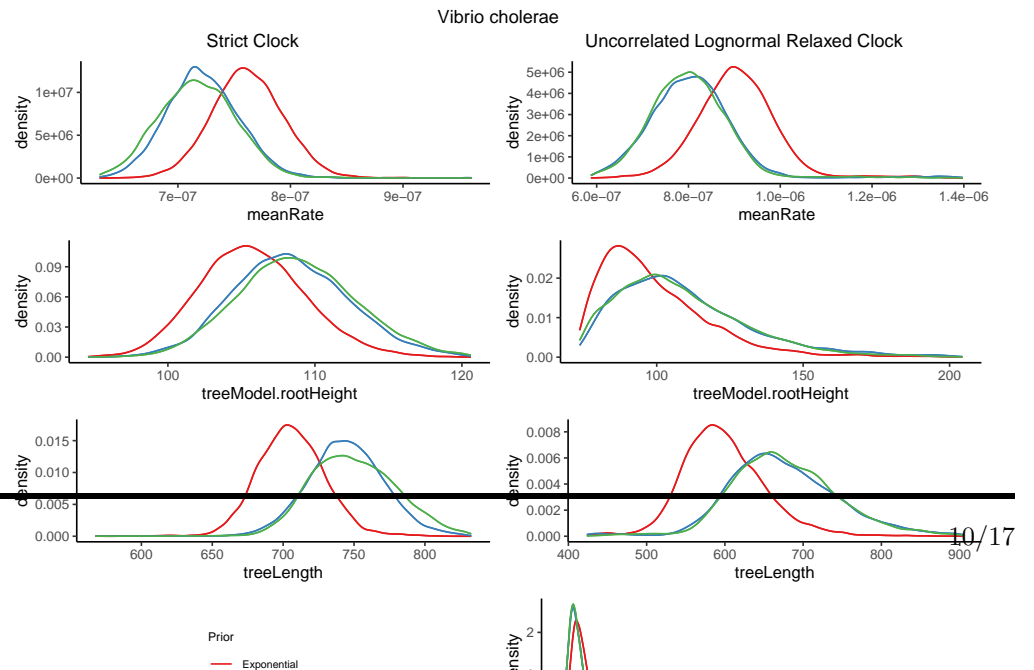 Vibrio cholerae
Strict Clock
Uncorrelated Lognormal Relaxed Clock
density
1e+07
5e+06
0e+00
7e−07
8e−07
9e−07
meanRate
density
5e+06
4e+06
3e+06
2e+06
1e+06
0e+00
6.0e−07
8.0e−07
1.0e−06
1.2e−06
1.4e−06
meanRate
density
0.09
0.06
0.03
0.00
100
110
120
treeModel.rootHeight
density
0.02
0.01
0.00
100
150
200
treeModel.rootHeight
density
0.015
0.010
0.005
0.000
600
650
700
750
800
treeLength
density
0.008
0.006
0.004
0.002
0.000
400
500
600
700
800
900
treeLength
10/17
Prior
Exponential
2